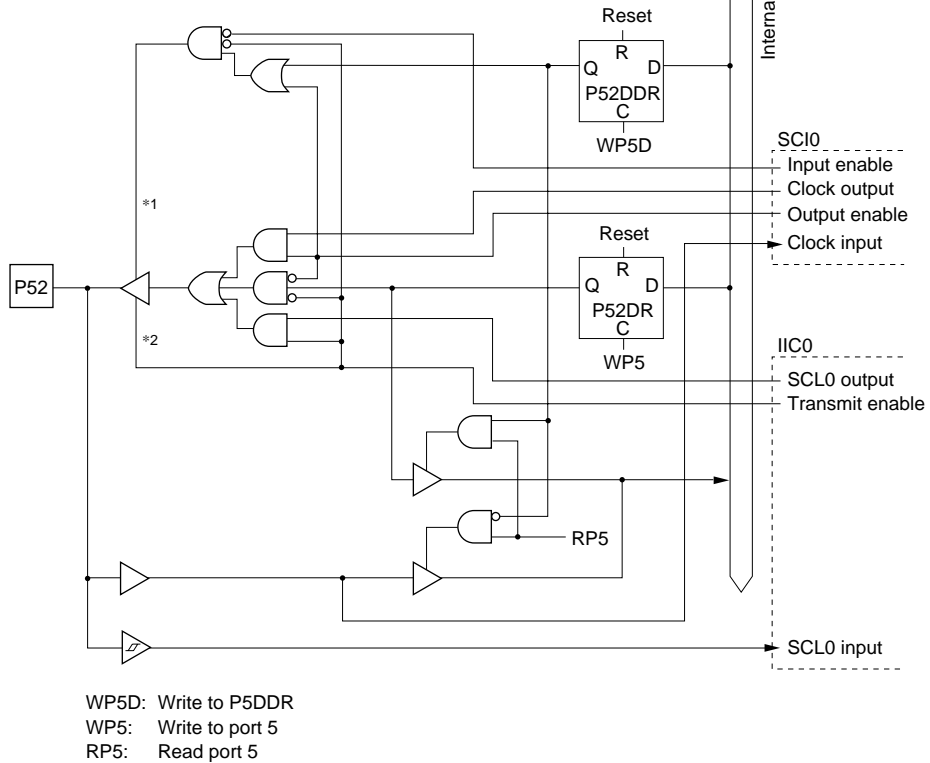 Reset
R
Q D
P52DDR
C
WP5D
SCI0
Input enable
Clock output
Output enable
Clock input
*1
Reset
R
Q D
P52DR
C
WP5
P52
*2
IIC0
SCL0 output
Transmit enable
RP5
SCL0 input
WP5D: Write to P5DDR
WP5: Write to port 5
RP5: Read port 5